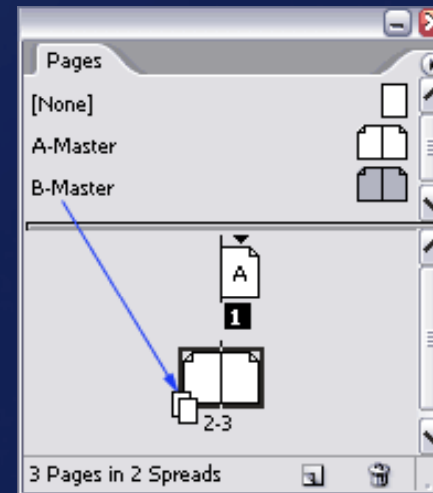 Pages
[None]
A-Master
B-Master
A
1
2-3
3 Pages in 2 Spreads